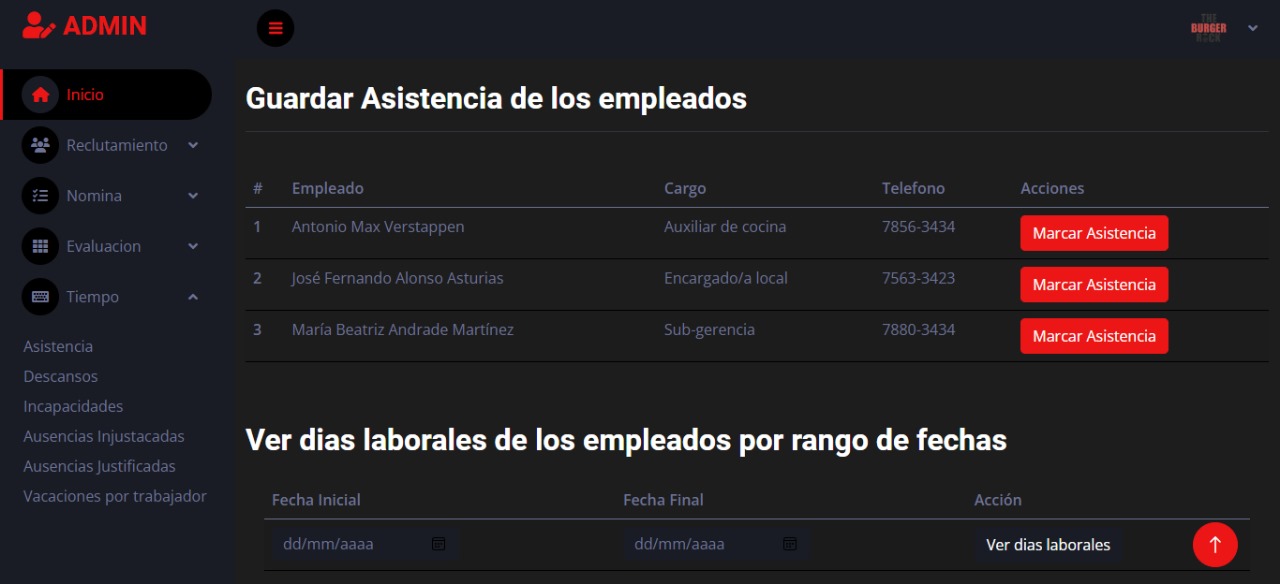 ADMIN
THE
BURGER
ROCK
Inicio
Reclutamiento
Nomina
Evaluacion
Tiempo
Asistencia
Descansos
Incapacidades
Ausencias Injustacadas
Ausencias Justificadas
Vacaciones por trabajador
Guardar Asistencia de los empleados
# Empleado Cargo Telefono Acciones
1 Antonio Max Verstappen Auxiliar de cocina 7856-3434 Marcar Asistencia
2 José Fernando Alonso Asturias Encargado/a local 7563-3423 Marcar Asistencia
3 María Beatriz Andrade Martínez Sub-gerencia 7880-3434 Marcar Asistencia
Ver dias laborales de los empleados por rango de fechas
Fecha Inicial Fecha Final Acción
dd/mm/aaaa dd/mm/aaaa Ver dias laborales